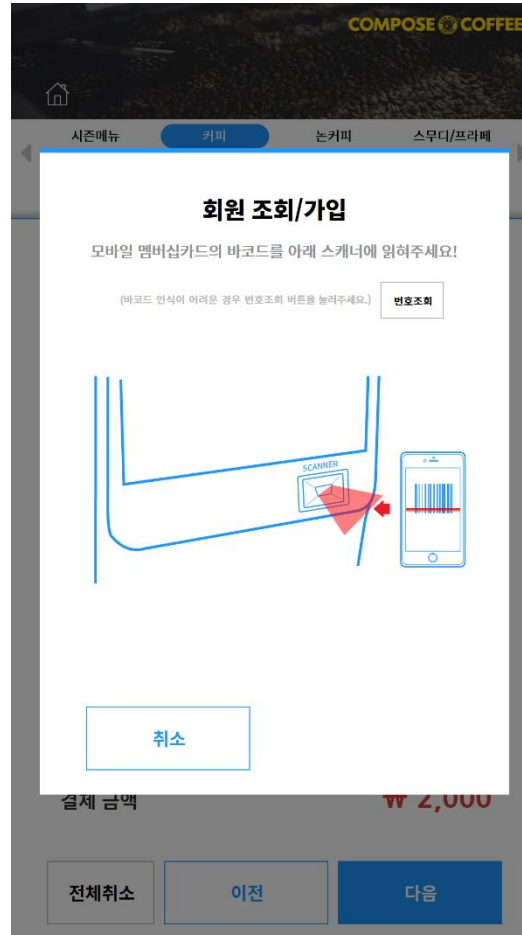 COMPOSE COFFEE
시즌메뉴 커피 논커피 스무디/프라페
회원 조회/가입
모바일 멤버십카드의 바코드를 아래 스캐너에 읽혀주세요!
(바코드 인식이 어려운 경우 번호조회 버튼을 눌러주세요.) 번호조회
SCANNER
취소
결제 금액 ₩ 2,000
전체취소 이전 다음